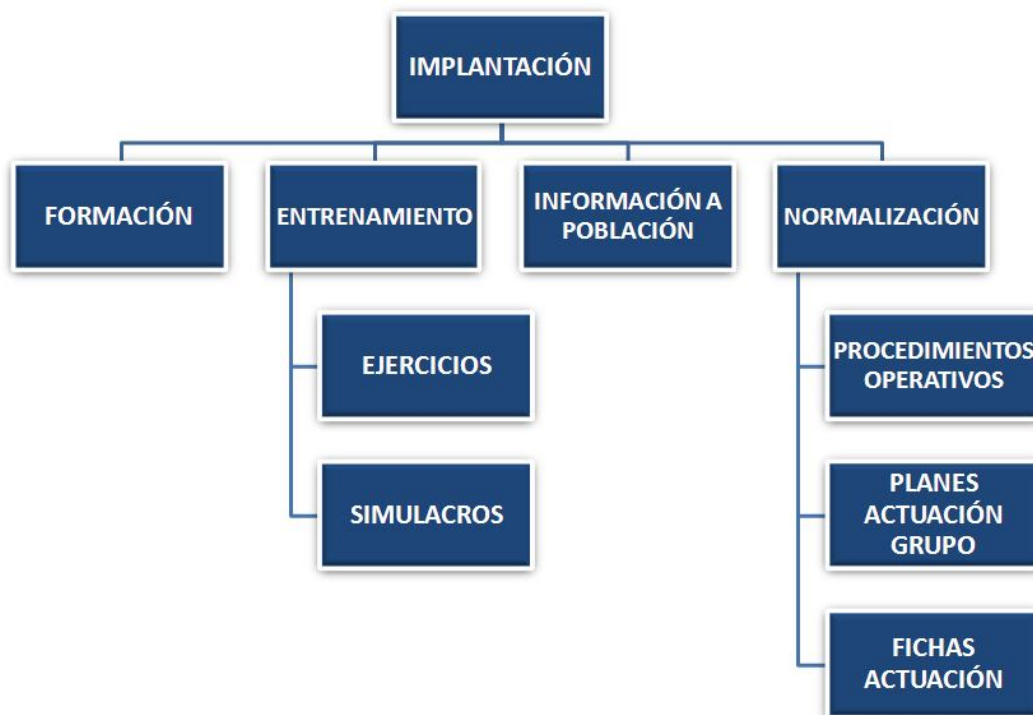 IMPLANTACIÓN
FORMACIÓN
ENTRENAMIENTO
INFORMACIÓN A
POBLACIÓN
NORMALIZACIÓN
EJERCICIOS
SIMULACROS
PROCEDIMIENTOS
OPERATIVOS
PLANES
ACTUACIÓN
GRUPO
FICHAS
ACTUACIÓN